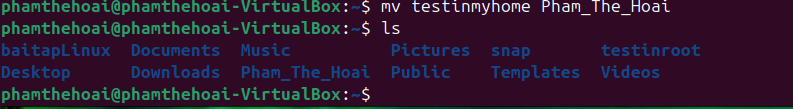 phamthehoai@phamthehoai-VirtualBox:~$ mv testinmyhome Pham_The_Hoai
phamthehoai@phamthehoai-VirtualBox:~$ ls
baitapLinux  Documents  Music          Pictures  snap       testinroot
Desktop      Downloads  Pham_The_Hoai  Public    Templates  Videos
phamthehoai@phamthehoai-VirtualBox:~$